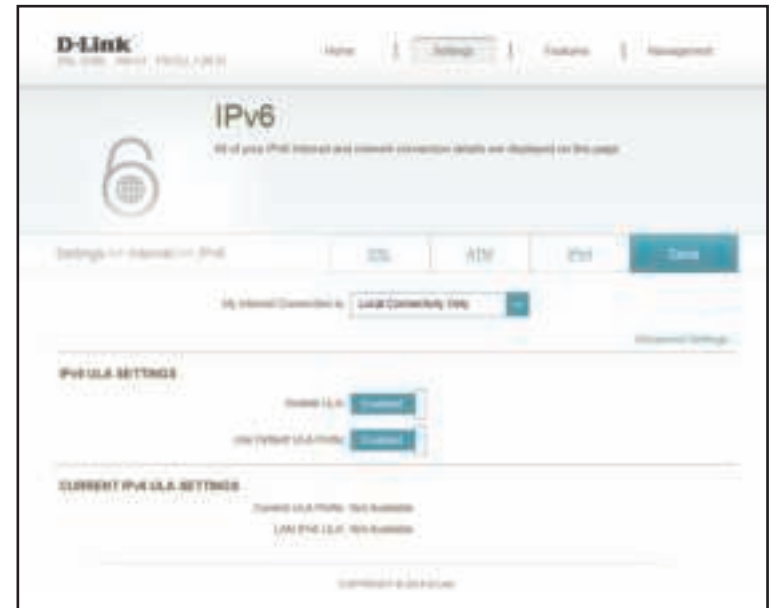 D-Link
Home | Settings | Features | Management
IPv6
All of your IPv6 Internet and network connection details are displayed on this page.
Settings >> Internet >> IPv6
DSL ATM IPv4 Save
My Internet Connection is: Local Connectivity Only
Advanced Settings...
IPv6 ULA SETTINGS
Enable ULA: Enabled
Use Default ULA Prefix: Enabled
CURRENT IPv6 ULA SETTINGS
Current ULA Prefix: Not Available
LAN IPv6 ULA: Not Available